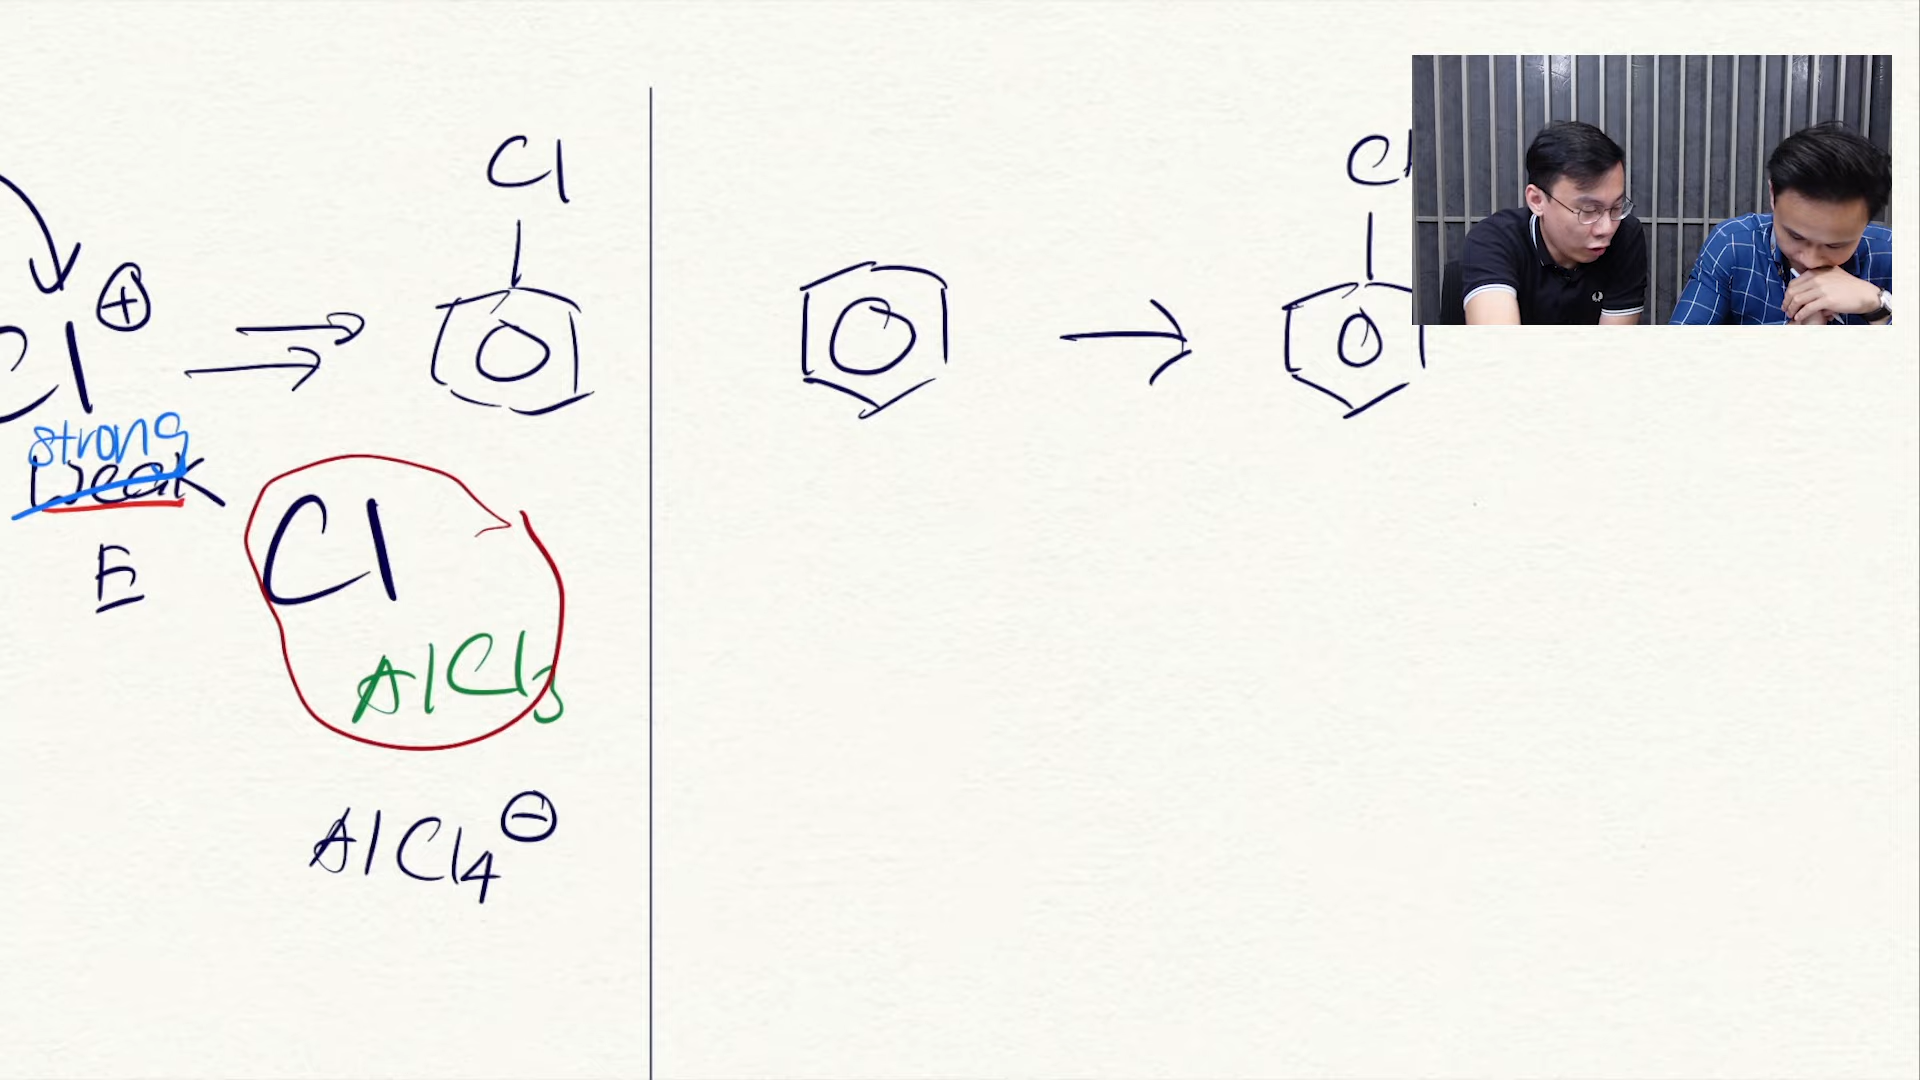 Cl
Cl
Cl ⊕
strong
weak
E
Cl
AlCl3
AlCl4 ⊖